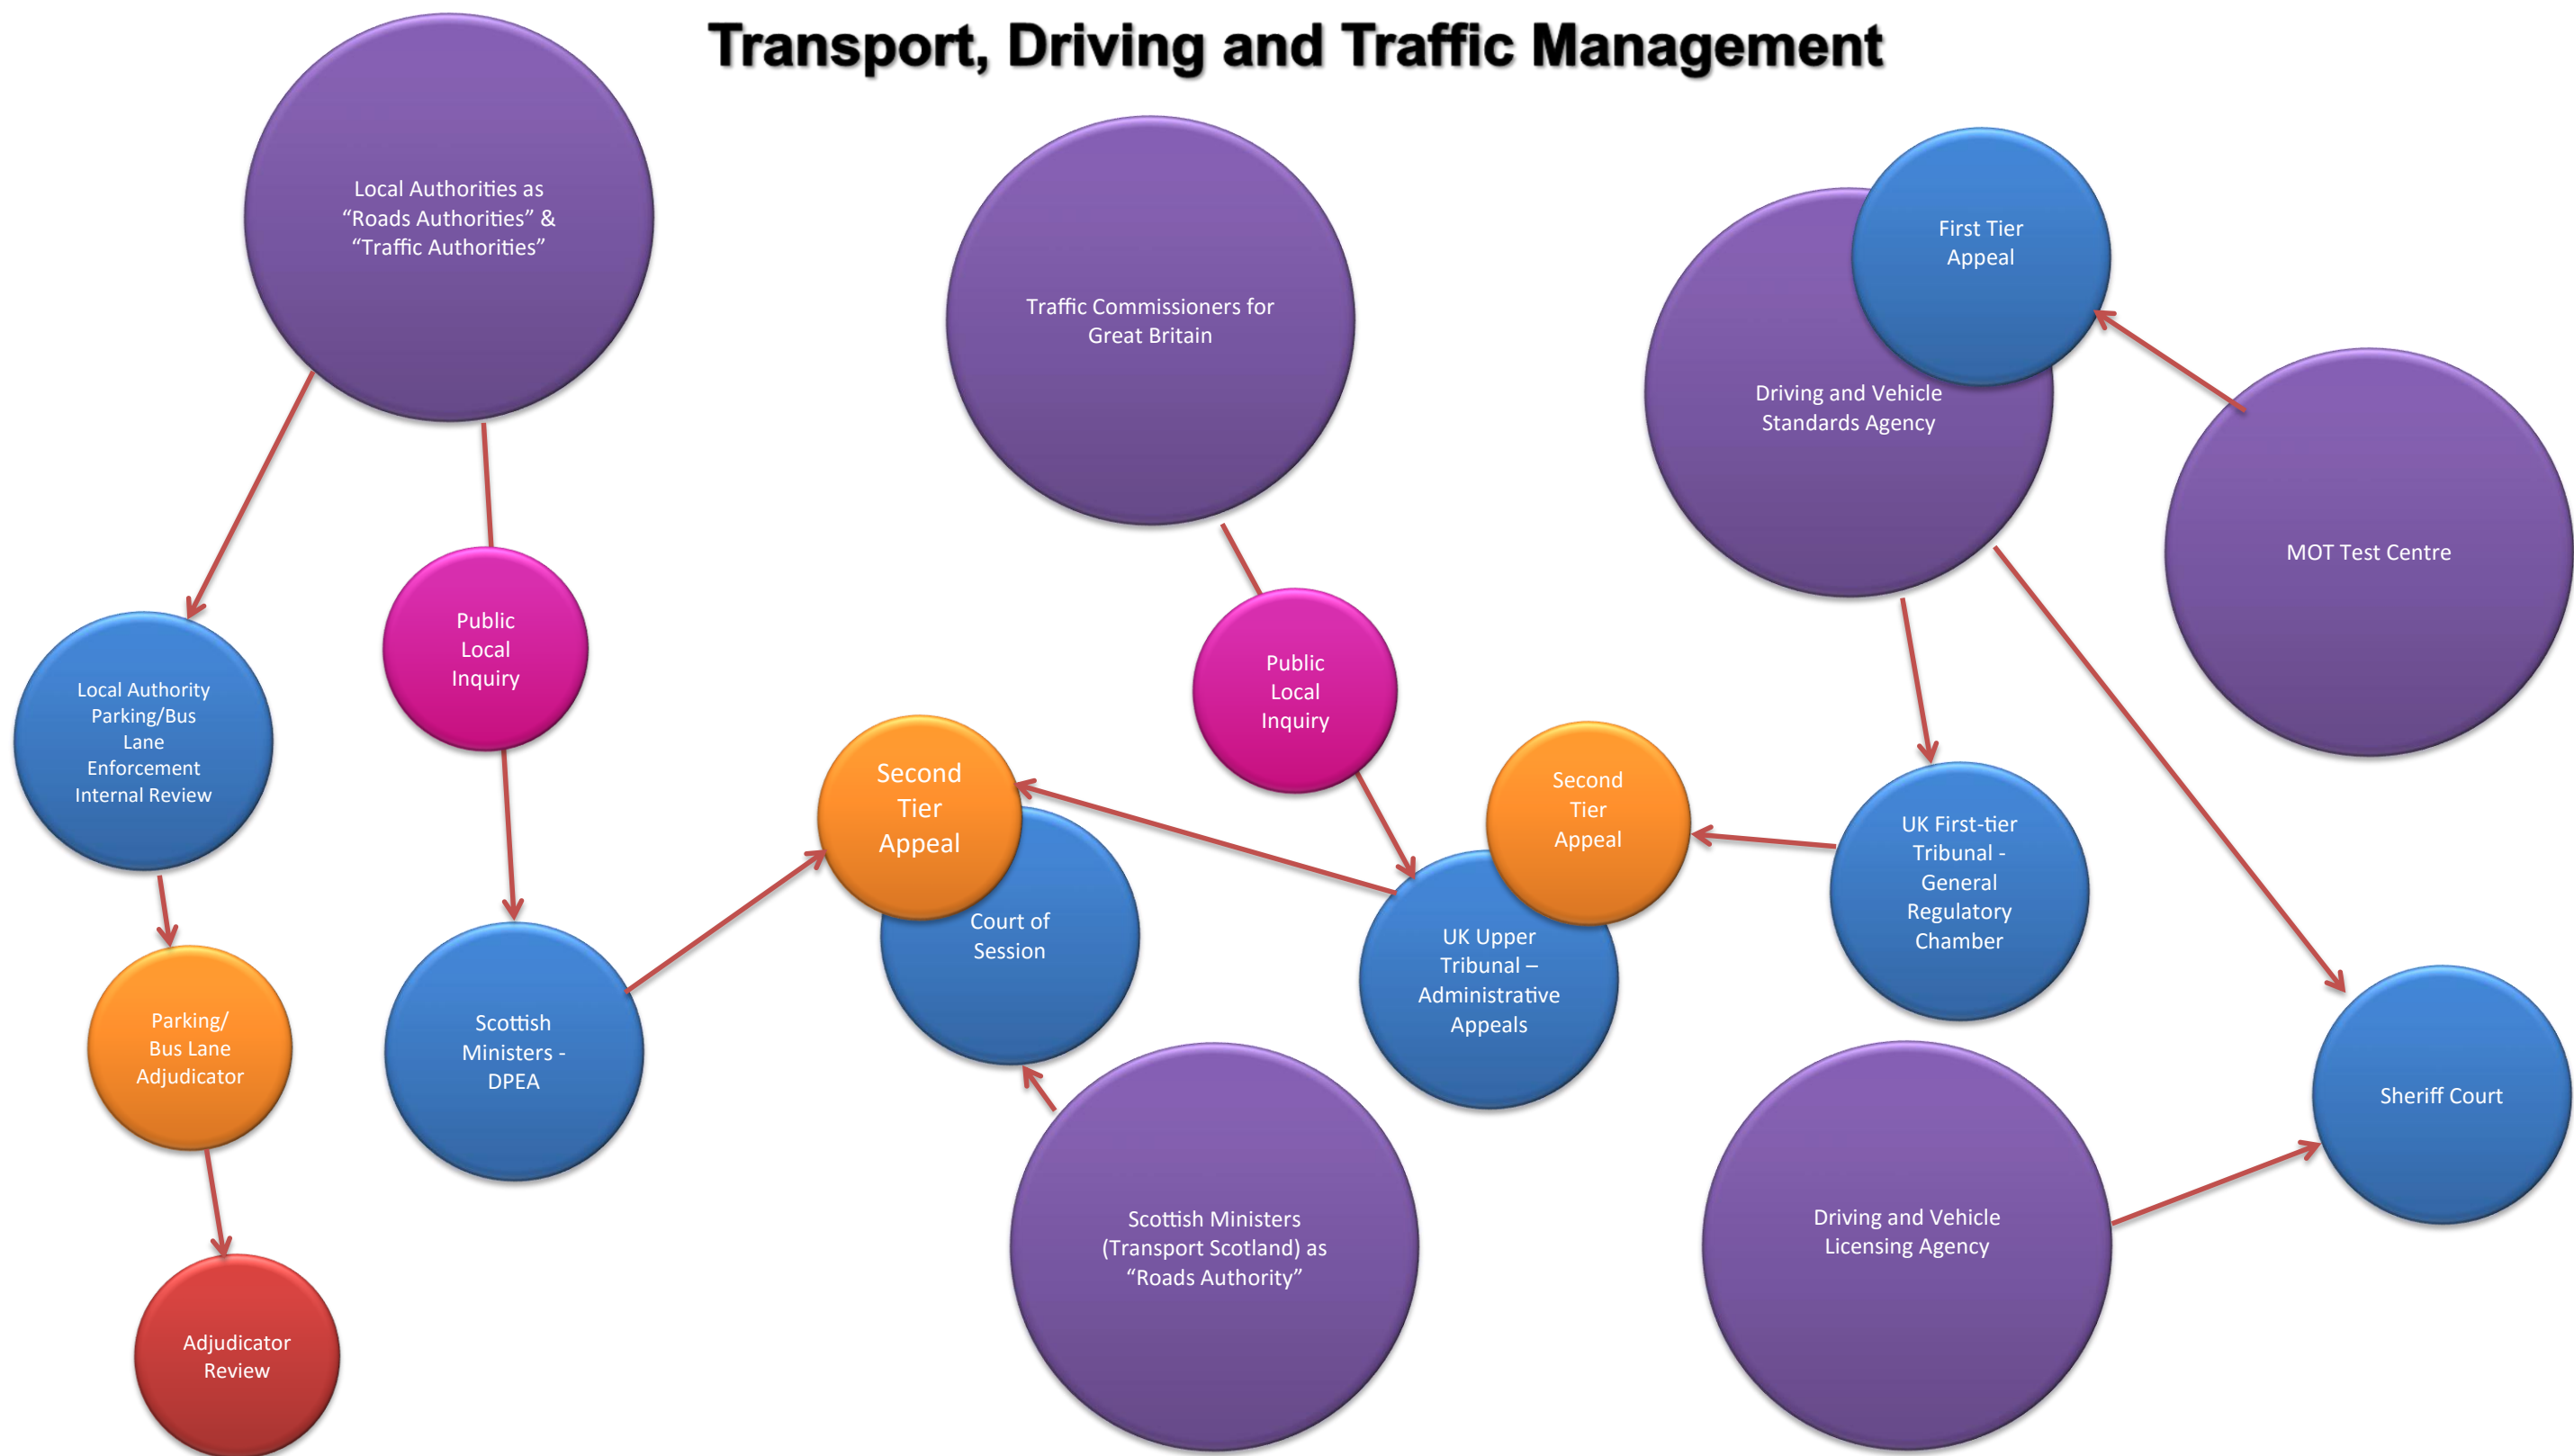 Transport, Driving and Traffic Management
Local Authorities as
“Roads Authorities” &
“Traffic Authorities”
Traffic Commissioners for
Great Britain
First Tier
Appeal
Driving and Vehicle
Standards Agency
MOT Test Centre
Public
Local
Inquiry
Public
Local
Inquiry
Local Authority
Parking/Bus
Lane
Enforcement
Internal Review
Second
Tier
Appeal
Second
Tier
Appeal
UK First-tier
Tribunal -
General
Regulatory
Chamber
Court of
Session
UK Upper
Tribunal –
Administrative
Appeals
Parking/
Bus Lane
Adjudicator
Scottish
Ministers -
DPEA
Sheriff Court
Scottish Ministers
(Transport Scotland) as
“Roads Authority”
Driving and Vehicle
Licensing Agency
Adjudicator
Review